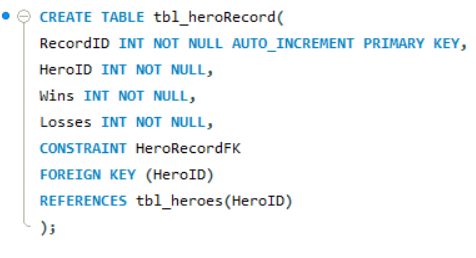 CREATE TABLE tbl_heroRecord(
RecordID INT NOT NULL AUTO_INCREMENT PRIMARY KEY,
HeroID INT NOT NULL,
Wins INT NOT NULL,
Losses INT NOT NULL,
CONSTRAINT HeroRecordFK
FOREIGN KEY (HeroID)
REFERENCES tbl_heroes(HeroID)
);